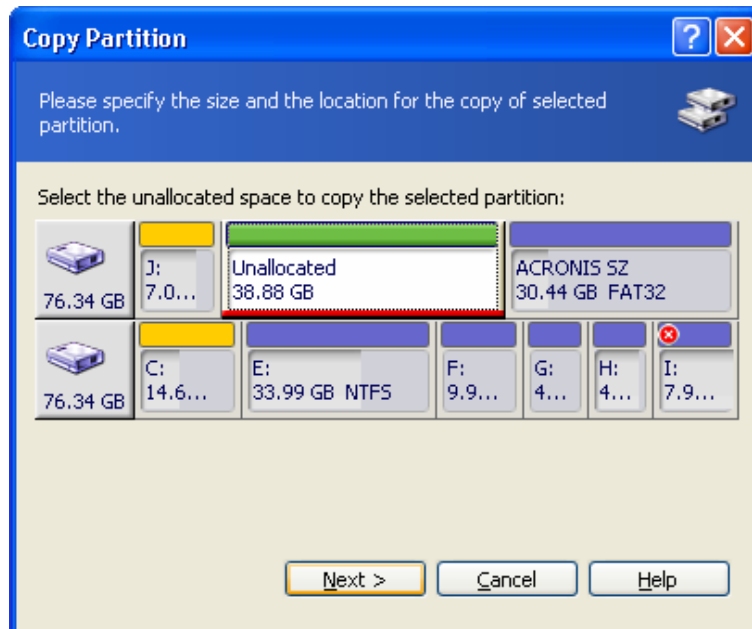 Copy Partition
Please specify the size and the location for the copy of selected
partition.
Select the unallocated space to copy the selected partition:
76.34 GB
J:
7.0...
Unallocated
38.88 GB
ACRONIS SZ
30.44 GB FAT32
76.34 GB
C:
14.6...
E:
33.99 GB NTFS
F:
9.9...
G:
4...
H:
4...
I:
7.9...
Next >
Cancel
Help